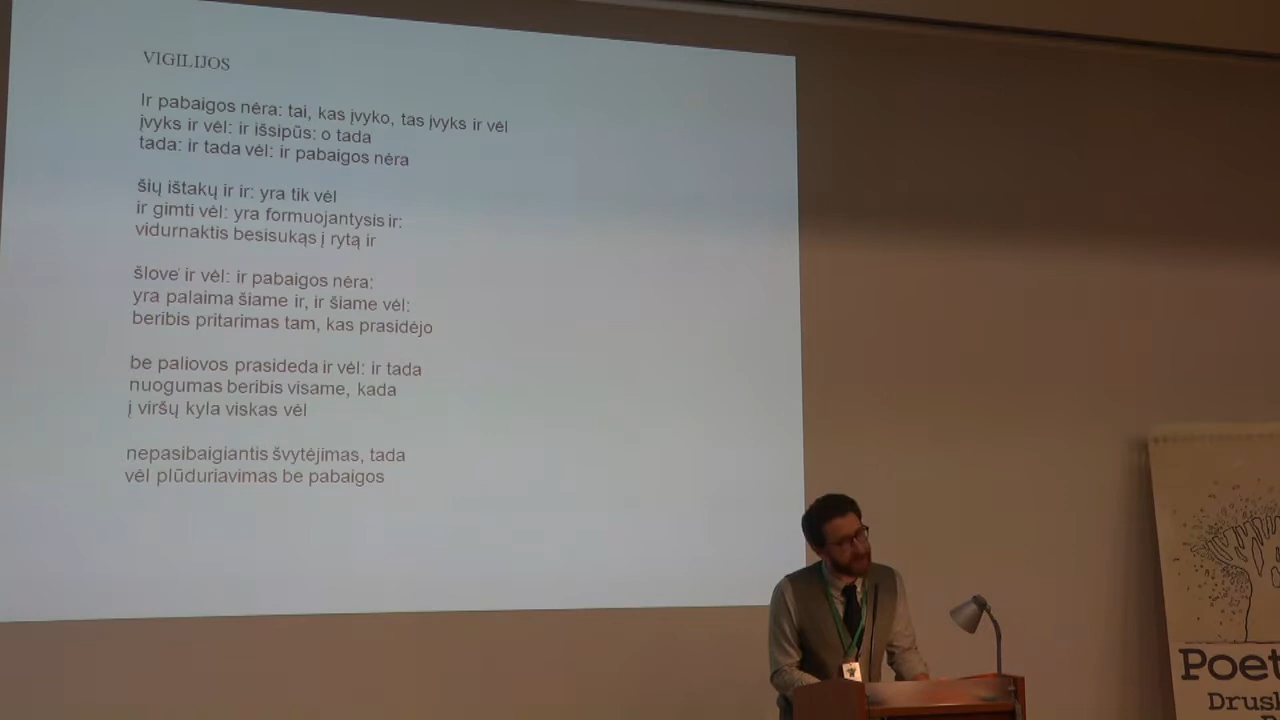 VIGILIJOS
Ir pabaigos nėra: tai, kas įvyko, tas įvyks ir vėl
įvyks ir vėl: ir išsipūs: o tada
tada: ir tada vėl: ir pabaigos nėra
šių ištakų ir ir: yra tik vėl
ir gimti vėl: yra formuojantysis ir:
vidurnaktis besisukąs į rytą ir
šlovė ir vėl: ir pabaigos nėra:
yra palaima šiame ir, ir šiame vėl:
beribis pritarimas tam, kas prasidėjo
be paliovos prasideda ir vėl: ir tada
nuogumas beribis visame, kada
į viršų kyla viskas vėl
nepasibaigiantis švytėjimas, tada
vėl plūduriavimas be pabaigos
Poet
Drusk